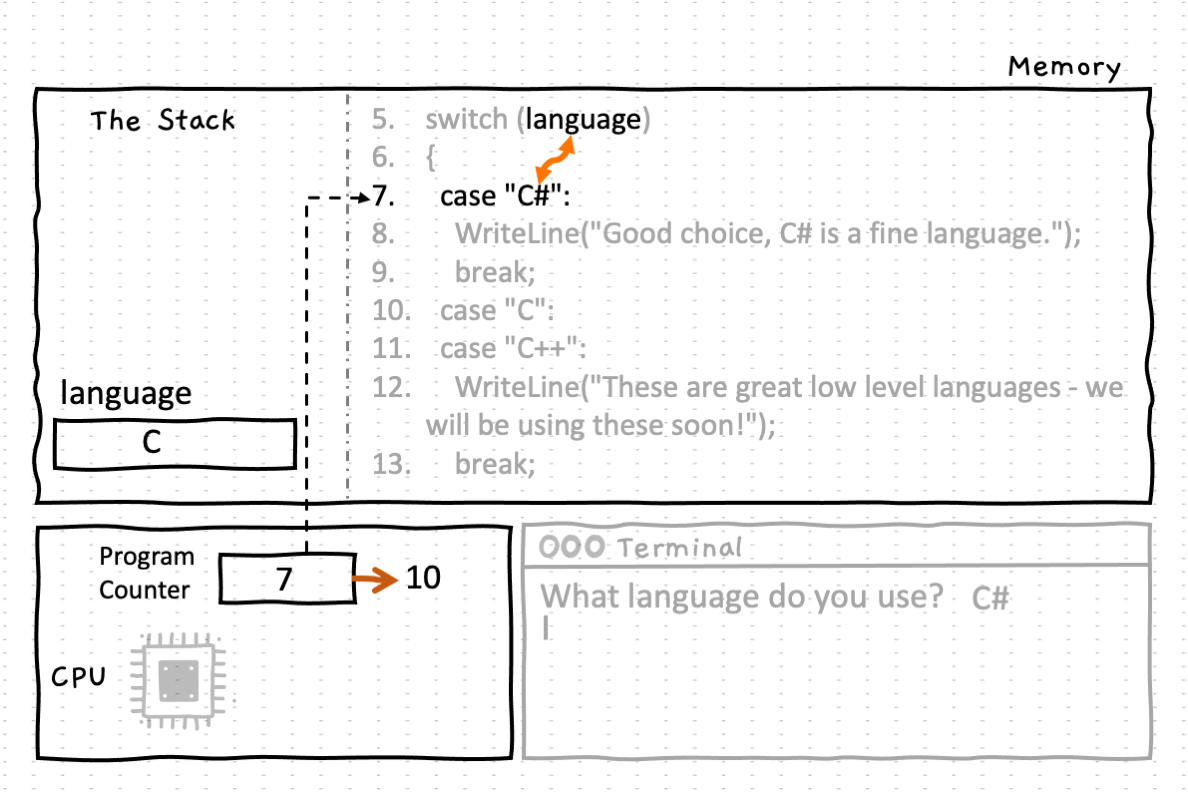 Memory
The Stack
5. switch (language)
6. {
7. case "C#":
8. WriteLine("Good choice, C# is a fine language.");
9. break;
10. case "C":
11. case "C++":
12. WriteLine("These are great low level languages - we
will be using these soon!");
13. break;
language
C
Program
Counter
7
10
CPU
Terminal
What language do you use? C#
|